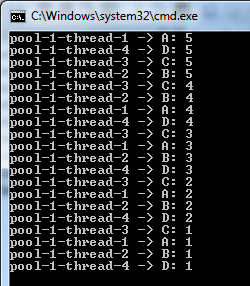 C:\Windows\system32\cmd.exe
pool-1-thread-1 -> A: 5
pool-1-thread-4 -> D: 5
pool-1-thread-3 -> C: 5
pool-1-thread-2 -> B: 5
pool-1-thread-3 -> C: 4
pool-1-thread-2 -> B: 4
pool-1-thread-1 -> A: 4
pool-1-thread-4 -> D: 4
pool-1-thread-3 -> C: 3
pool-1-thread-1 -> A: 3
pool-1-thread-2 -> B: 3
pool-1-thread-4 -> D: 3
pool-1-thread-3 -> C: 2
pool-1-thread-1 -> A: 2
pool-1-thread-2 -> B: 2
pool-1-thread-4 -> D: 2
pool-1-thread-3 -> C: 1
pool-1-thread-1 -> A: 1
pool-1-thread-2 -> B: 1
pool-1-thread-4 -> D: 1